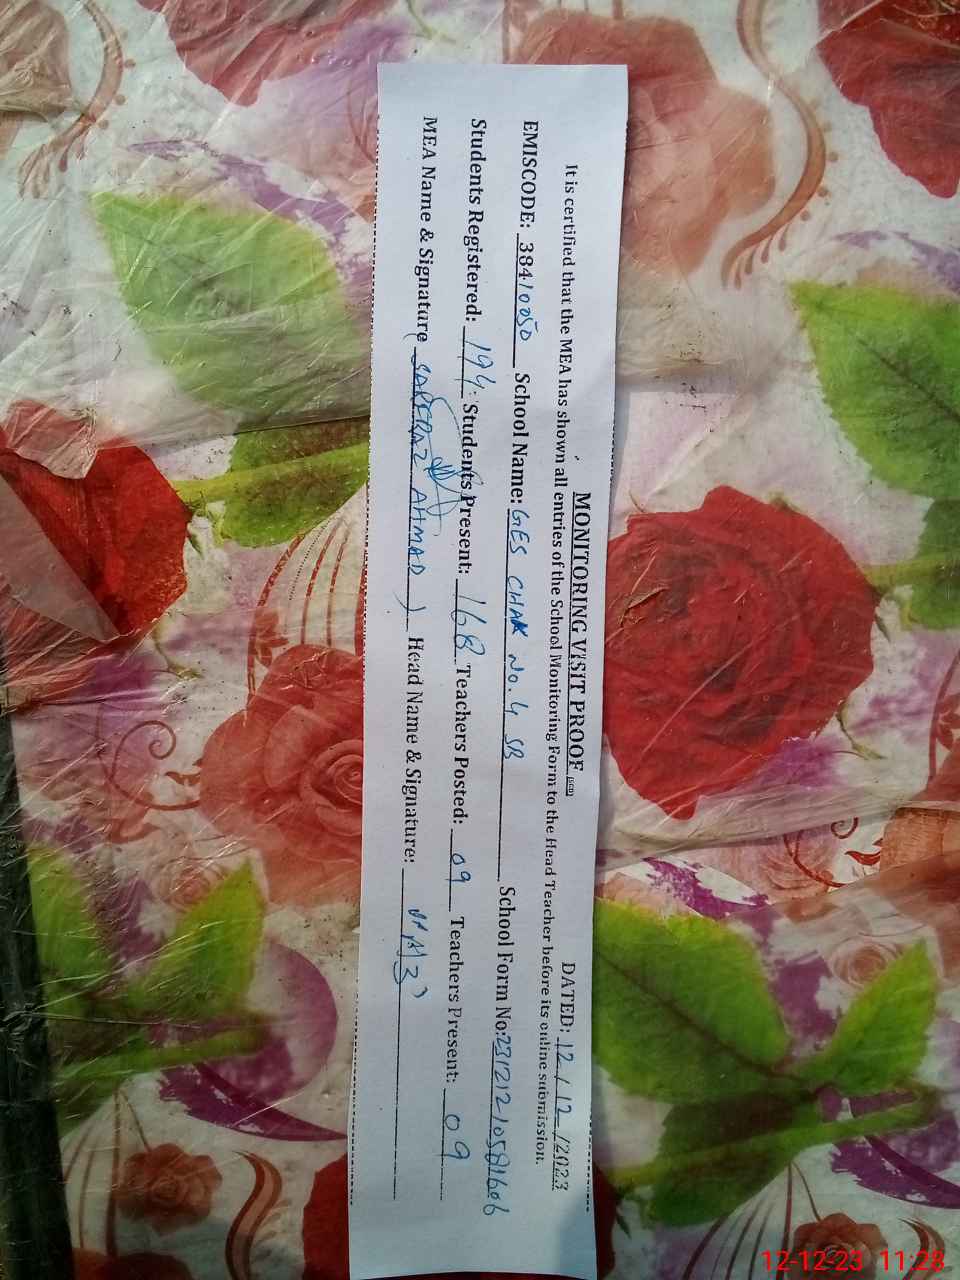 MONITORING VISIT PROOF (SED)
DATED: 12/12/2023
It is certified that the MEA has shown all entries of the School Monitoring Form to the Head Teacher before its online submission.
EMISCODE: 38410050 School Name: GES CHAK No. 4 SB School Form No:
Students Registered: 194 Students Present: 168 Teachers Posted: 09 Teachers Present: 09
MEA Name & Signature (SARFRAZ AHMAD) Head Name & Signature:
12-12-23 11:28